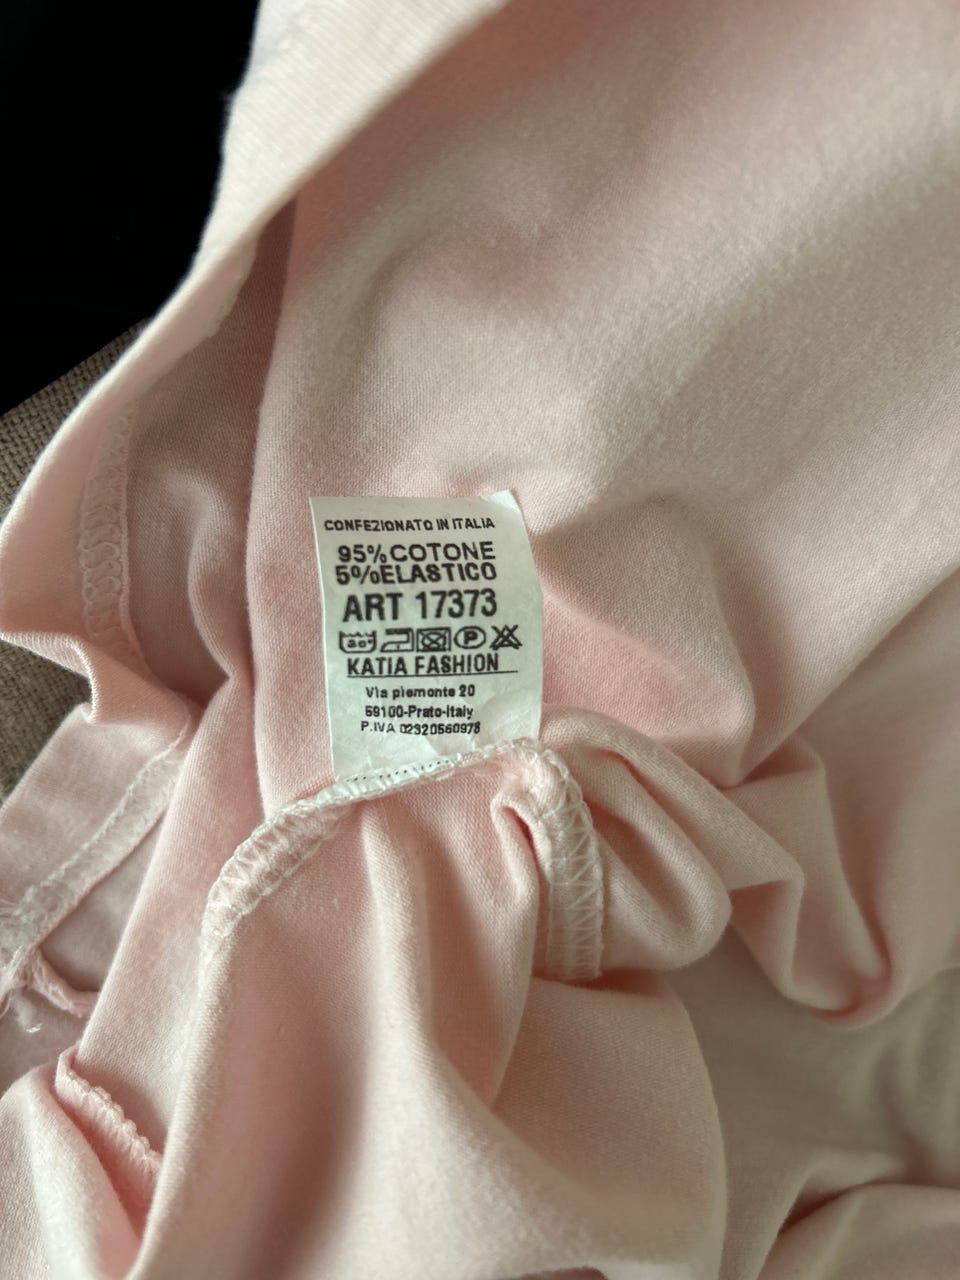 CONFEZIONATO IN ITALIA
95%COTONE
5%ELASTICO
ART 17373
P
KATIA FASHION
Via piemonte 20
59100-Prato-Italy
P.IVA 02320560978